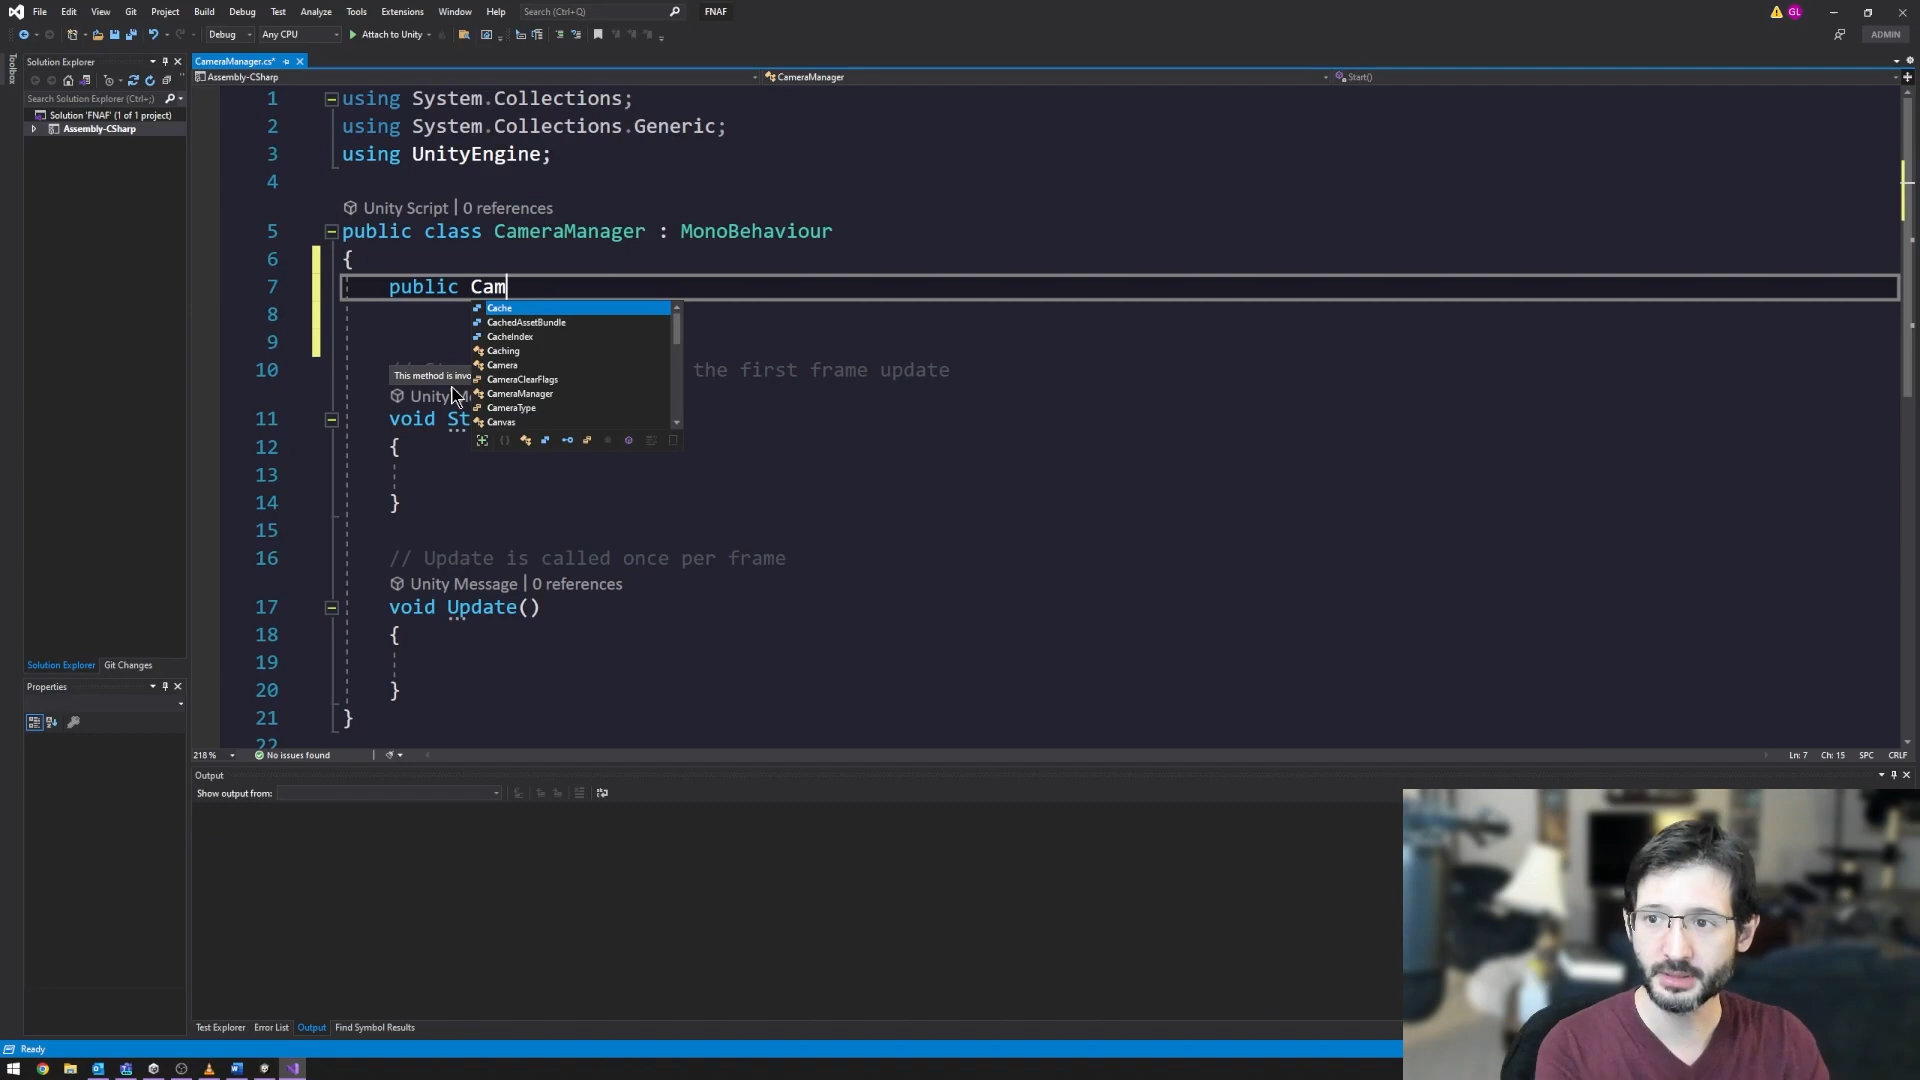 File Edit View Git Project Build Debug Test Analyze Tools Extensions Window Help Search (Ctrl+Q) FNAF GL
Debug Any CPU Attach to Unity ADMIN
Toolbox
Solution Explorer
Search Solution Explorer (Ctrl+;)
Solution 'FNAF' (1 of 1 project)
Assembly-CSharp
Solution Explorer Git Changes
Properties
CameraManager.cs*
Assembly-CSharp CameraManager Start()
1 using System.Collections;
2 using System.Collections.Generic;
3 using UnityEngine;
4
Unity Script | 0 references
5 public class CameraManager : MonoBehaviour
6 {
7 public Cam
8
9
10 the first frame update
This method is invo
Unity M
11 void St
12 {
13
14 }
15
16 // Update is called once per frame
Unity Message | 0 references
17 void Update()
18 {
19
20 }
21 }
22
Cache
CachedAssetBundle
CacheIndex
Caching
Camera
CameraClearFlags
CameraManager
CameraType
Canvas
218 % No issues found Ln: 7 Ch: 15 SPC CRLF
Output
Show output from:
Test Explorer Error List Output Find Symbol Results
Ready